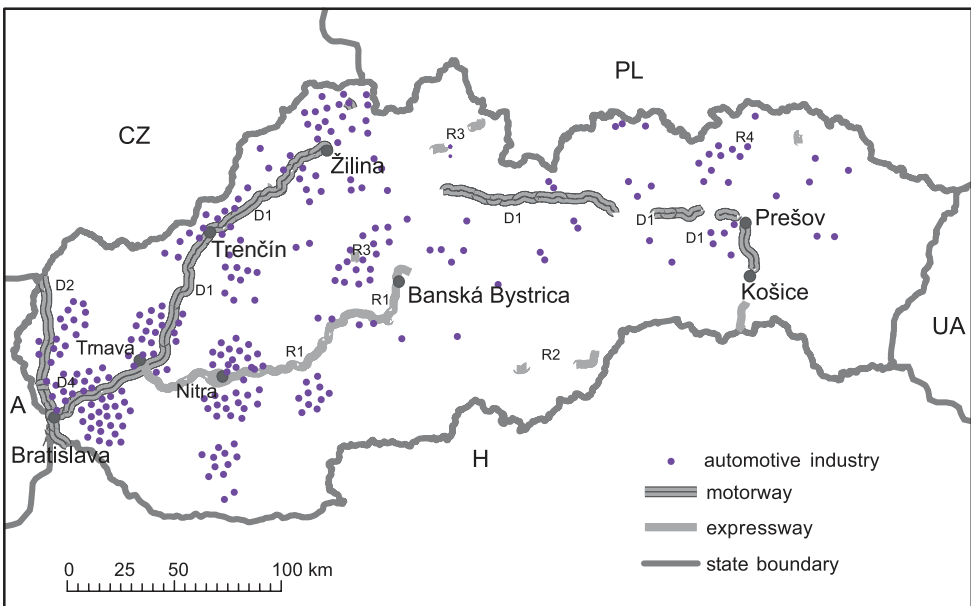 PL
CZ
R3
R4
Žilina
D1
D1
D1
Prešov
D1
Trenčín
R3
D2
D1
R1
Banská Bystrica
Košice
UA
Trnava
R1
R2
D4
Nitra
A
Bratislava
H
automotive industry
motorway
expressway
state boundary
0 25 50 100 km